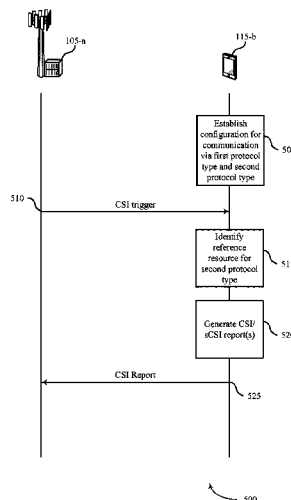 105-a
115-b
Establish
configuration for
communication
via first protocol
type and second
protocol type
510
CSI trigger
Identify
reference
resource for
second protocol
type
Generate CSI/
sCSI report(s)
CSI Report
525
500